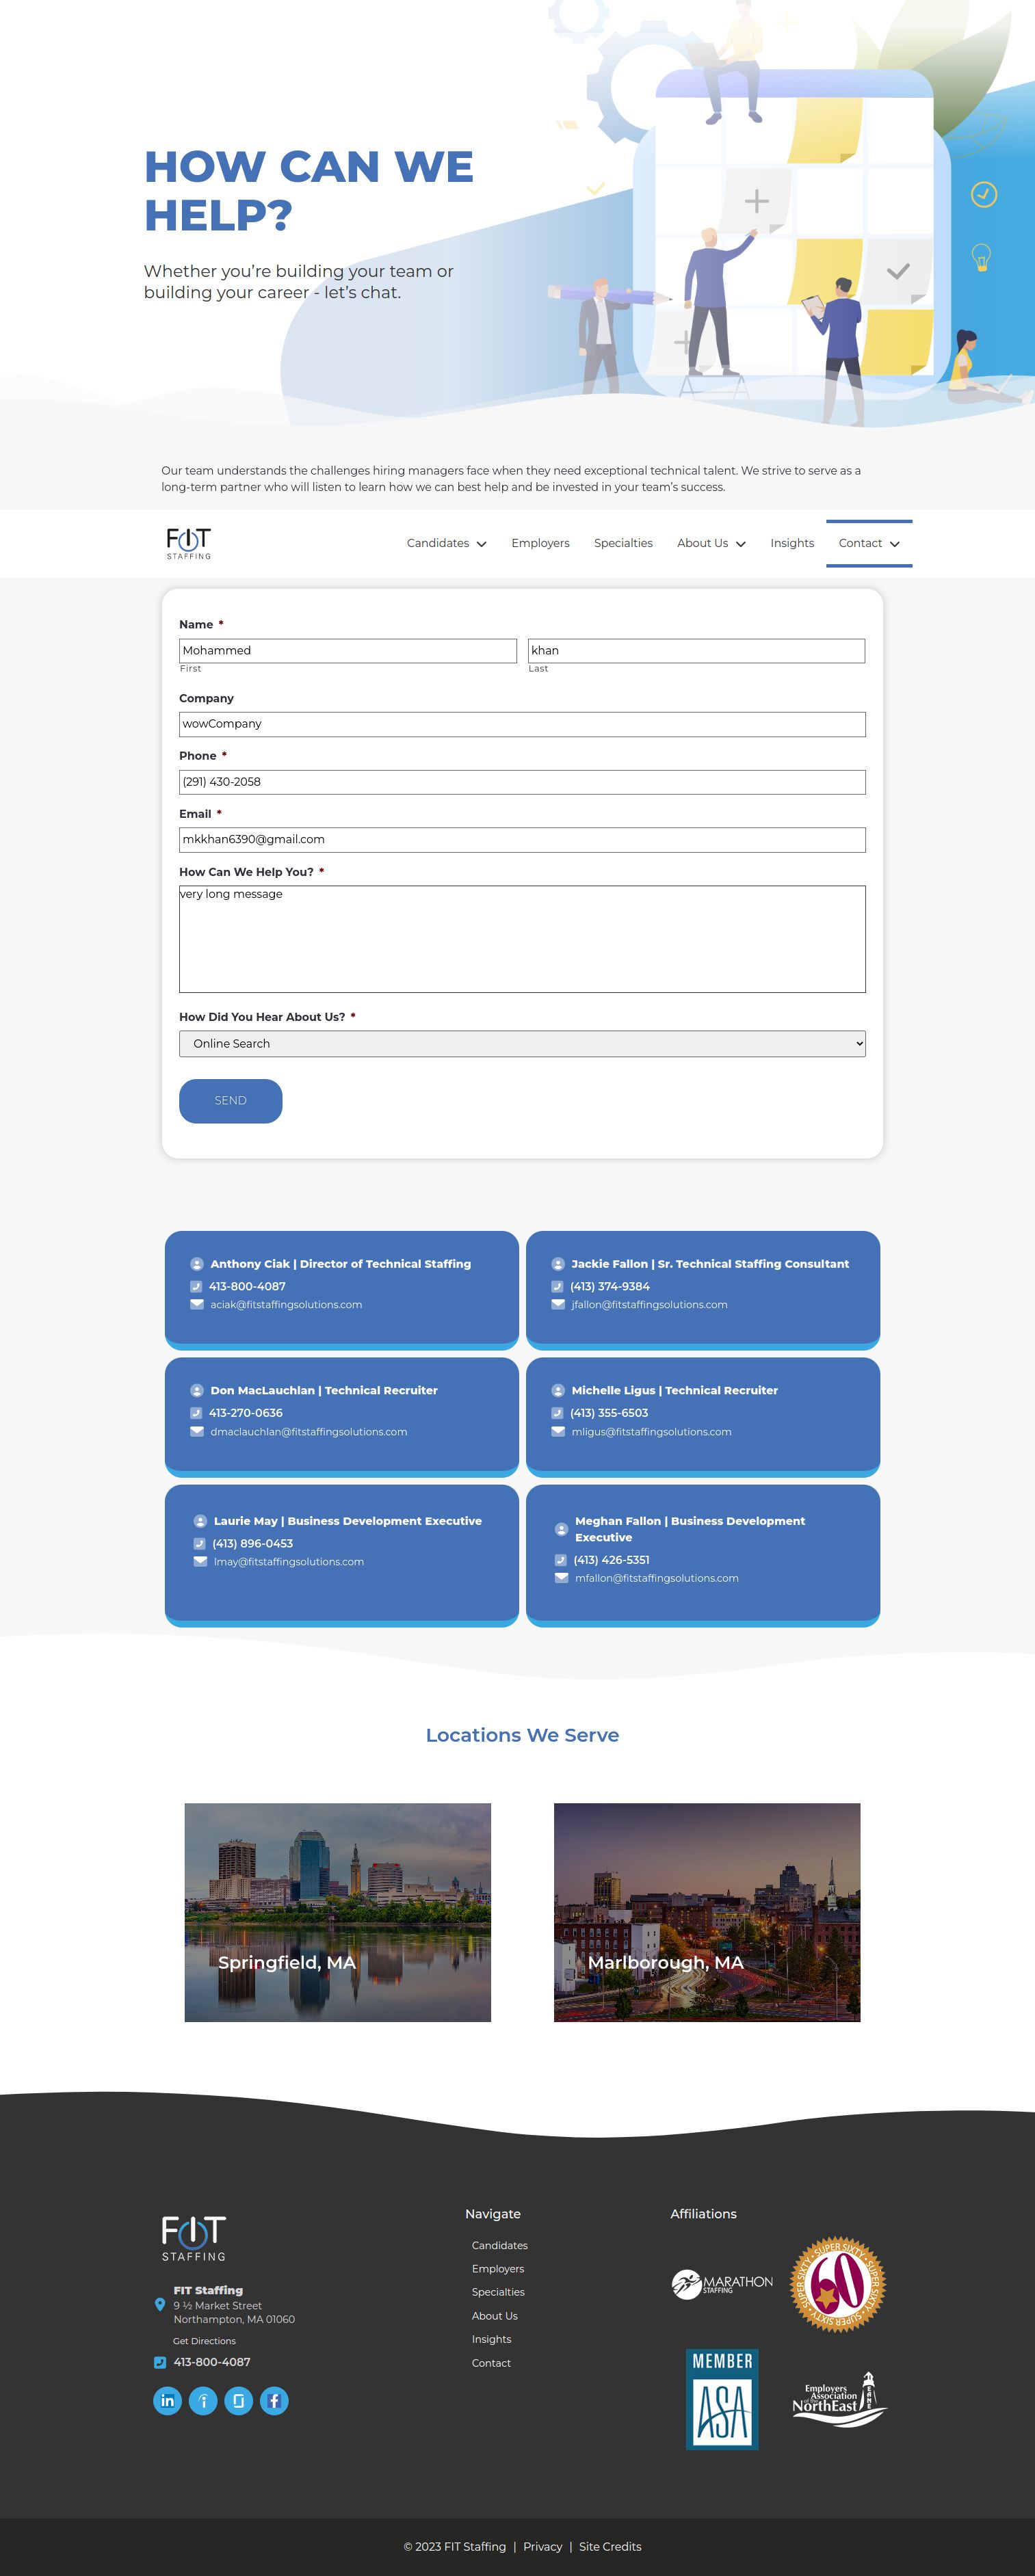 HOW CAN WE
HELP?
Whether you’re building your team or
building your career - let’s chat.
Our team understands the challenges hiring managers face when they need exceptional technical talent. We strive to serve as a
long-term partner who will listen to learn how we can best help and be invested in your team’s success.
FIT
STAFFING
Candidates
Employers
Specialties
About Us
Insights
Contact
Name *
Mohammed
khan
First
Last
Company
wowCompany
Phone *
(291) 430-2058
Email *
mkkhan6390@gmail.com
How Can We Help You? *
very long message
How Did You Hear About Us? *
Online Search
SEND
Anthony Ciak | Director of Technical Staffing
413-800-4087
aciak@fitstaffingsolutions.com
Jackie Fallon | Sr. Technical Staffing Consultant
(413) 374-9384
jfallon@fitstaffingsolutions.com
Don MacLauchlan | Technical Recruiter
413-270-0636
dmaclauchlan@fitstaffingsolutions.com
Michelle Ligus | Technical Recruiter
(413) 355-6503
mligus@fitstaffingsolutions.com
Laurie May | Business Development Executive
(413) 896-0453
lmay@fitstaffingsolutions.com
Meghan Fallon | Business Development
Executive
(413) 426-5351
mfallon@fitstaffingsolutions.com
Locations We Serve
Springfield, MA
Marlborough, MA
FIT
STAFFING
FIT Staffing
9 ½ Market Street
Northampton, MA 01060
Get Directions
413-800-4087
in
f
Navigate
Candidates
Employers
Specialties
About Us
Insights
Contact
Affiliations
MARATHON
STAFFING
SUPER SIXTY SUPER SIXTY SUPER SIXTY
60
MEMBER
ASA
Employers
Association
of the
NorthEast
© 2023 FIT Staffing | Privacy | Site Credits